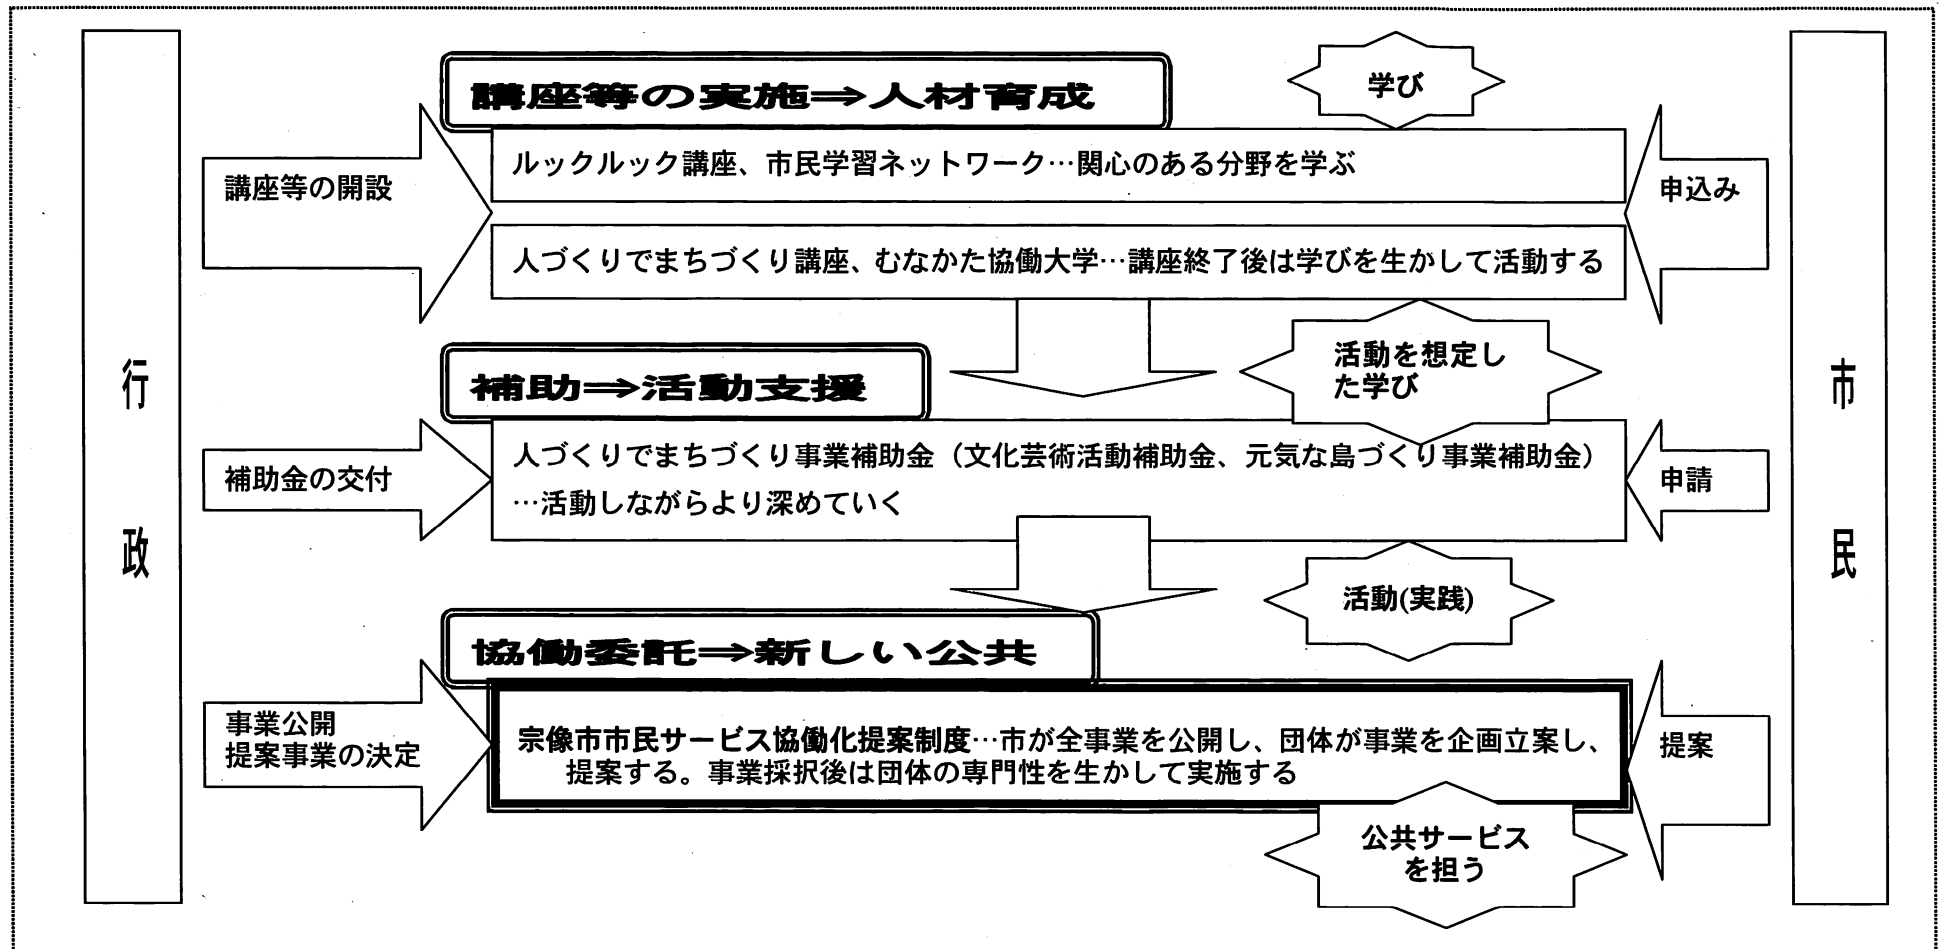 講座等の実施⇒人材育成
学び
ルックルック講座、市民学習ネットワーク…関心のある分野を学ぶ
講座等の開設
申込み
人づくりでまちづくり講座、むなかた協働大学…講座終了後は学びを生かして活動する
行政
市民
活動を想定し
た学び
補助⇒活動支援
人づくりでまちづくり事業補助金（文化芸術活動補助金、元気な島づくり事業補助金）
…活動しながらより深めていく
補助金の交付
申請
活動(実践)
協働委託⇒新しい公共
事業公開
提案事業の決定
宗像市市民サービス協働化提案制度…市が全事業を公開し、団体が事業を企画立案し、
提案する。事業採択後は団体の専門性を生かして実施する
提案
公共サービス
を担う